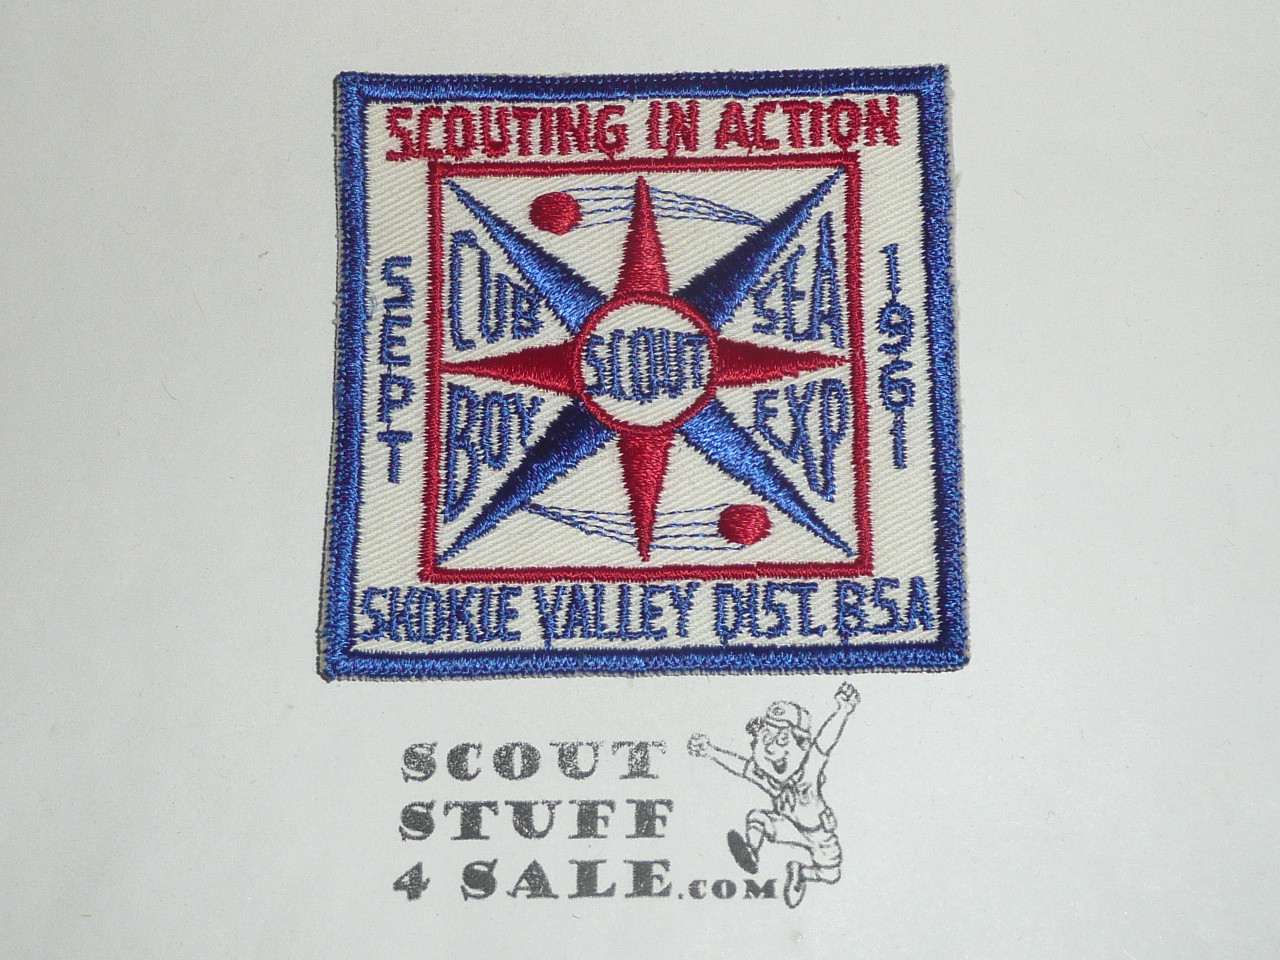 SCOUTING IN ACTION
SEPT
CUB
SEA
SCOUT
BOY
EXP
1961
SKOKIE VALLEY DIST. BSA
SCOUT
STUFF
4 SALE.COM